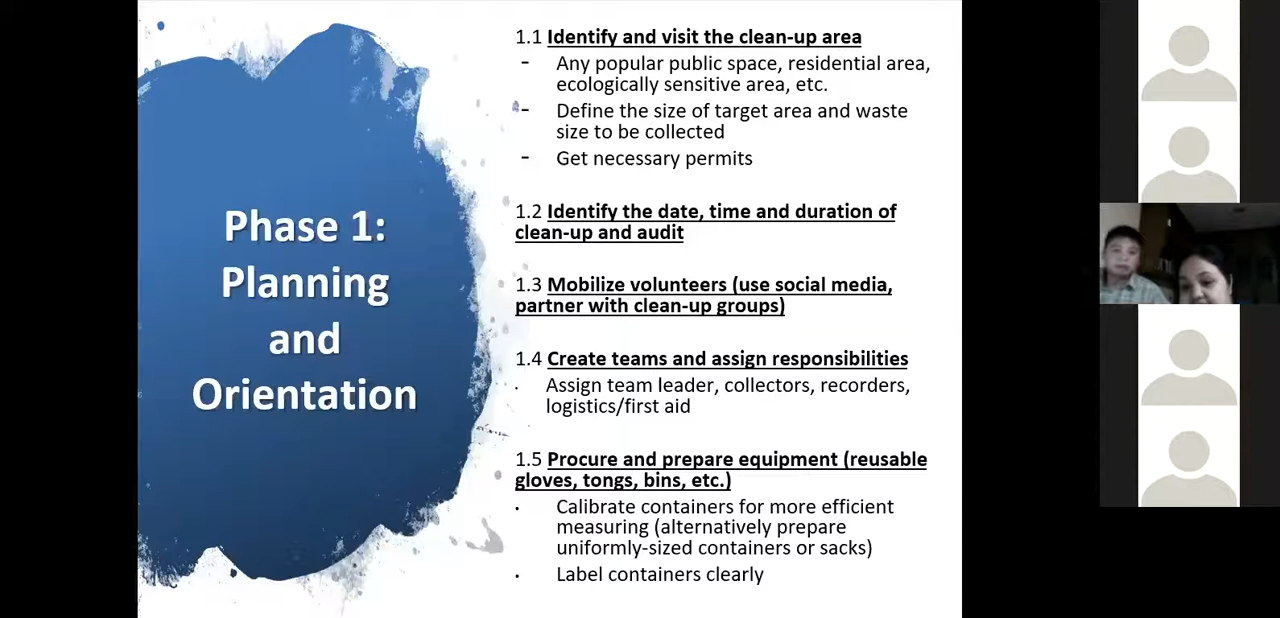 Phase 1:
Planning
and
Orientation
1.1 Identify and visit the clean-up area
- Any popular public space, residential area,
ecologically sensitive area, etc.
- Define the size of target area and waste
size to be collected
- Get necessary permits
1.2 Identify the date, time and duration of
clean-up and audit
1.3 Mobilize volunteers (use social media,
partner with clean-up groups)
1.4 Create teams and assign responsibilities
· Assign team leader, collectors, recorders,
logistics/first aid
1.5 Procure and prepare equipment (reusable
gloves, tongs, bins, etc.)
· Calibrate containers for more efficient
measuring (alternatively prepare
uniformly-sized containers or sacks)
· Label containers clearly